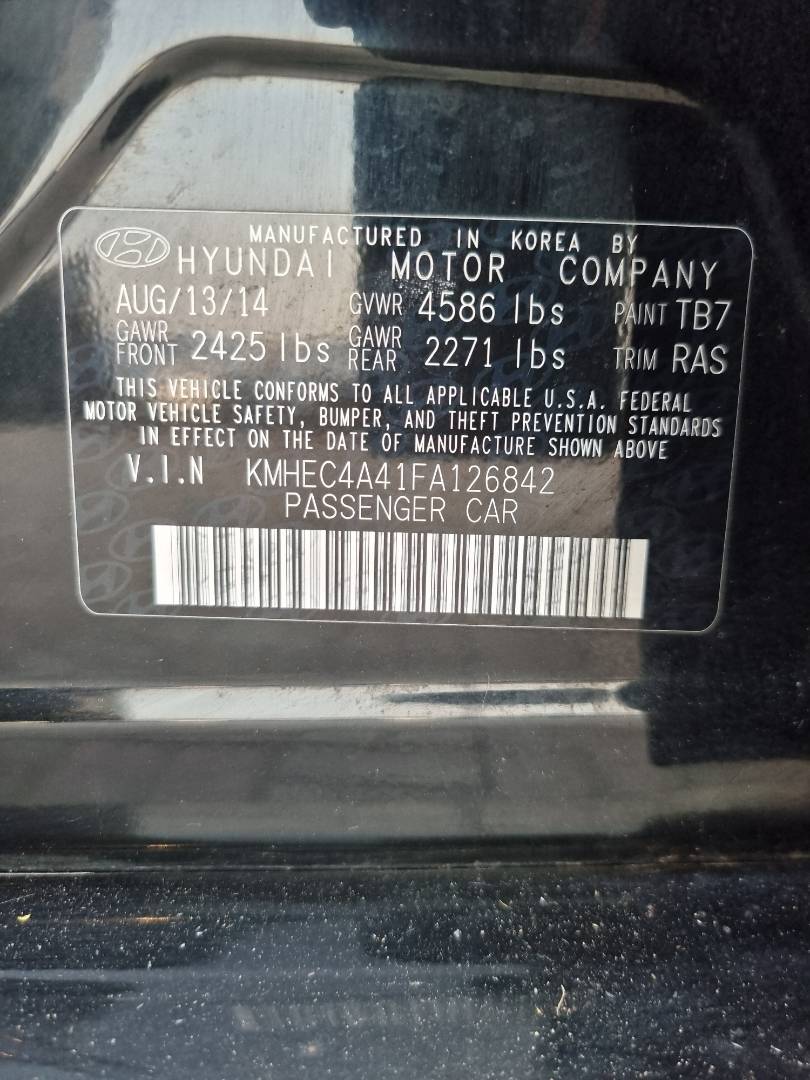 MANUFACTURED IN KOREA BY
HYUNDAI MOTOR COMPANY
AUG/13/14 GVWR 4586 lbs PAINT TB7
GAWR FRONT 2425 lbs GAWR REAR 2271 lbs TRIM RAS
THIS VEHICLE CONFORMS TO ALL APPLICABLE U.S.A. FEDERAL
MOTOR VEHICLE SAFETY, BUMPER, AND THEFT PREVENTION STANDARDS
IN EFFECT ON THE DATE OF MANUFACTURE SHOWN ABOVE
V.I.N KMHEC4A41FA126842
PASSENGER CAR